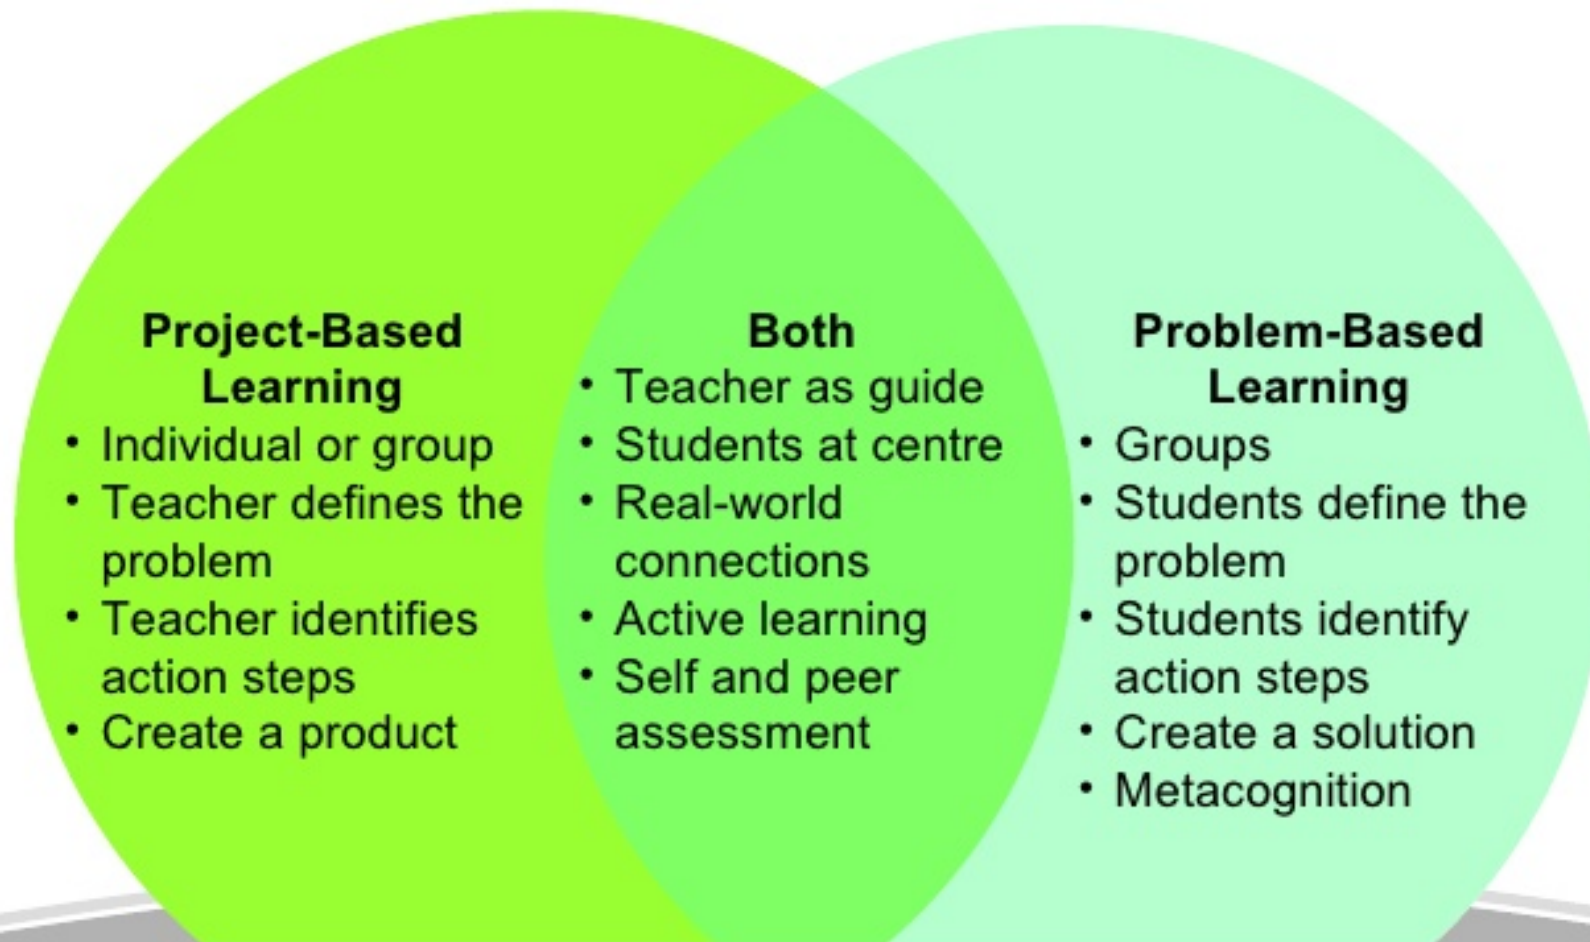 Project-Based
Learning
• Individual or group
• Teacher defines the
problem
• Teacher identifies
action steps
• Create a product
Both
• Teacher as guide
• Students at centre
• Real-world
connections
• Active learning
• Self and peer
assessment
Problem-Based
Learning
• Groups
• Students define the
problem
• Students identify
action steps
• Create a solution
• Metacognition